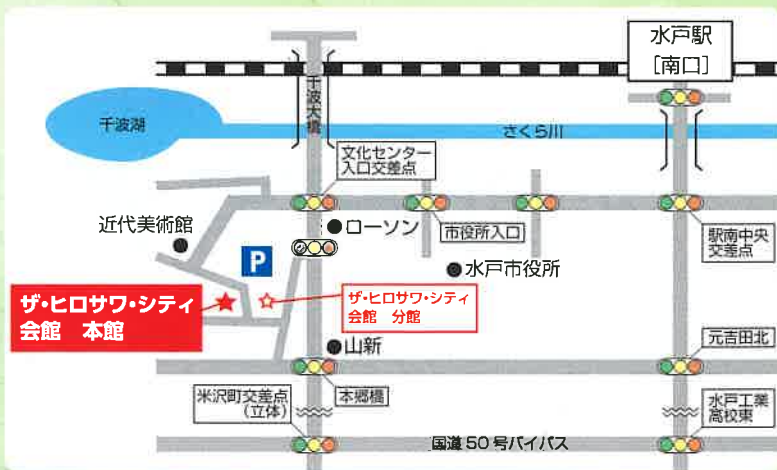 水戸駅
［南口］
千波湖
千波大橋
さくら川
文化センター
入口交差点
近代美術館
ローソン
市役所入口
駅南中央
交差点
P
水戸市役所
ザ・ヒロサワ・シティ
会館　本館
ザ・ヒロサワ・シティ
会館　分館
山新
元吉田北
米沢町交差点
（立体）
本郷橋
水戸工業
高校東
国道50号バイパス